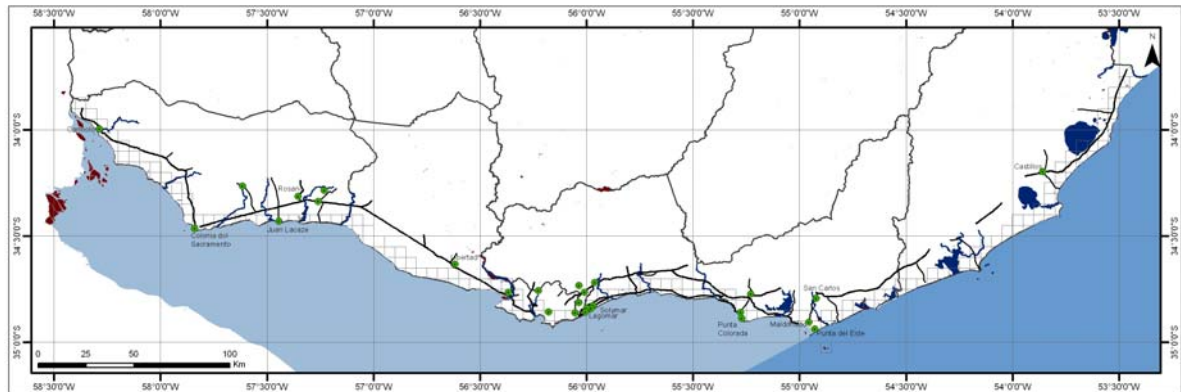 58°30'0"W 58°0'0"W 57°30'0"W 57°0'0"W 56°30'0"W 56°0'0"W 55°30'0"W 55°0'0"W 54°30'0"W 54°0'0"W 53°30'0"W
N
34°0'0"S
34°0'0"S
Castillos
Rosario
Colonia del
Sacramento
Juan Lacaze
34°30'0"S
34°30'0"S
Libertad
San Carlos
Solymar
Lagomar
Punta
Colorada
Maldonado
Punta del Este
35°0'0"S
35°0'0"S
0 25 50 100
Km
58°30'0"W 58°0'0"W 57°30'0"W 57°0'0"W 56°30'0"W 56°0'0"W 55°30'0"W 55°0'0"W 54°30'0"W 54°0'0"W 53°30'0"W